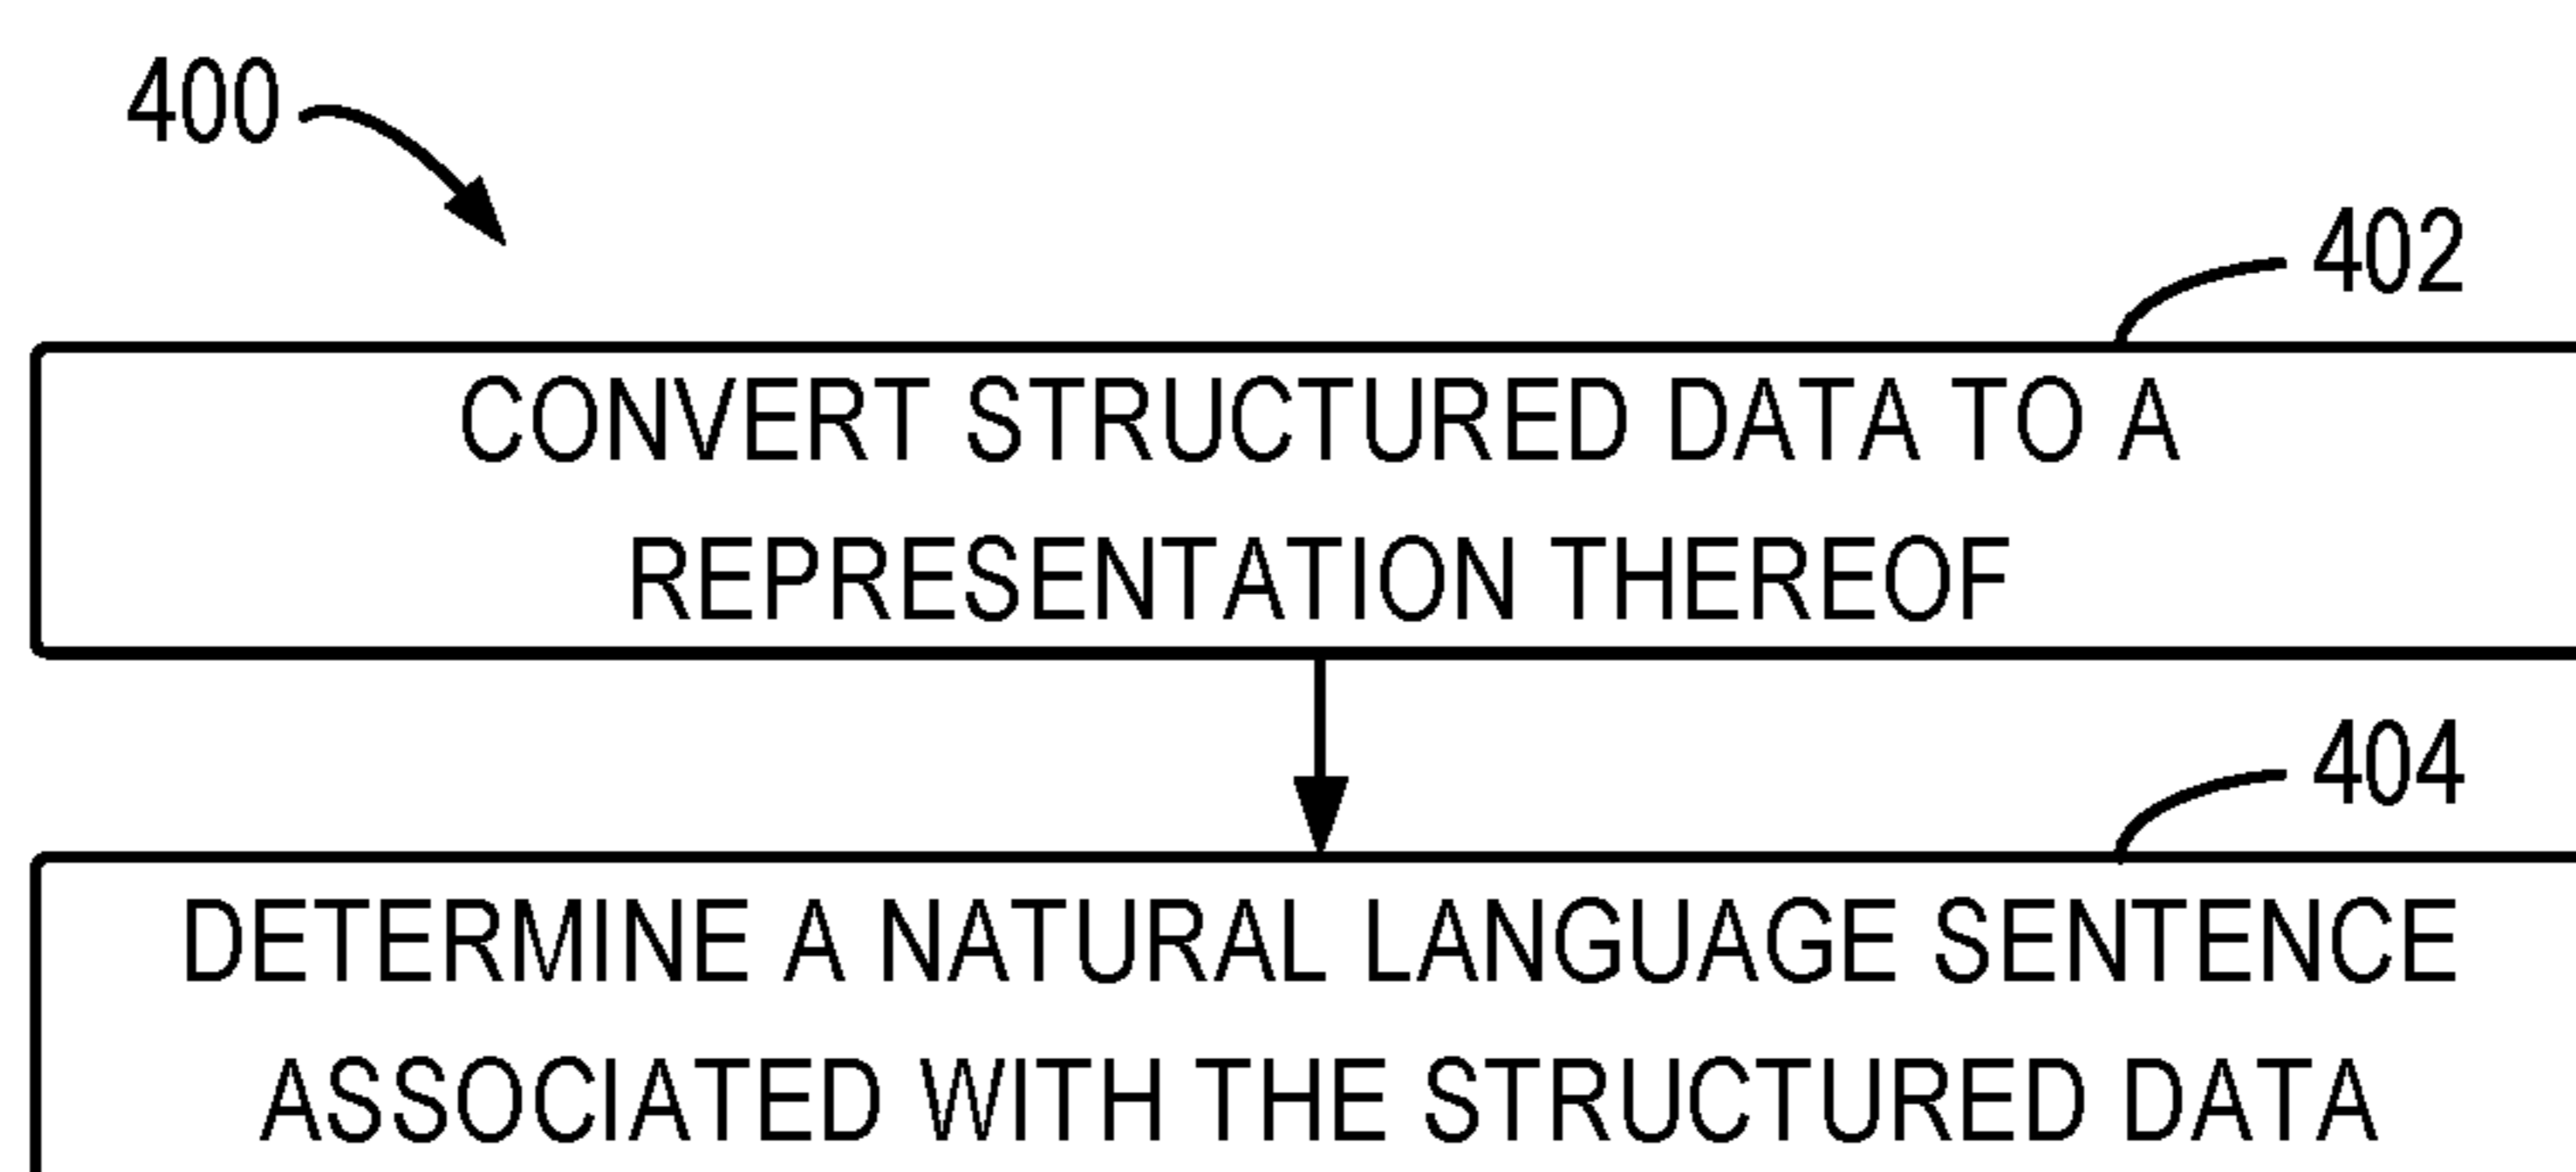 400
402
CONVERT STRUCTURED DATA TO A
REPRESENTATION THEREOF
404
DETERMINE A NATURAL LANGUAGE SENTENCE
ASSOCIATED WITH THE STRUCTURED DATA